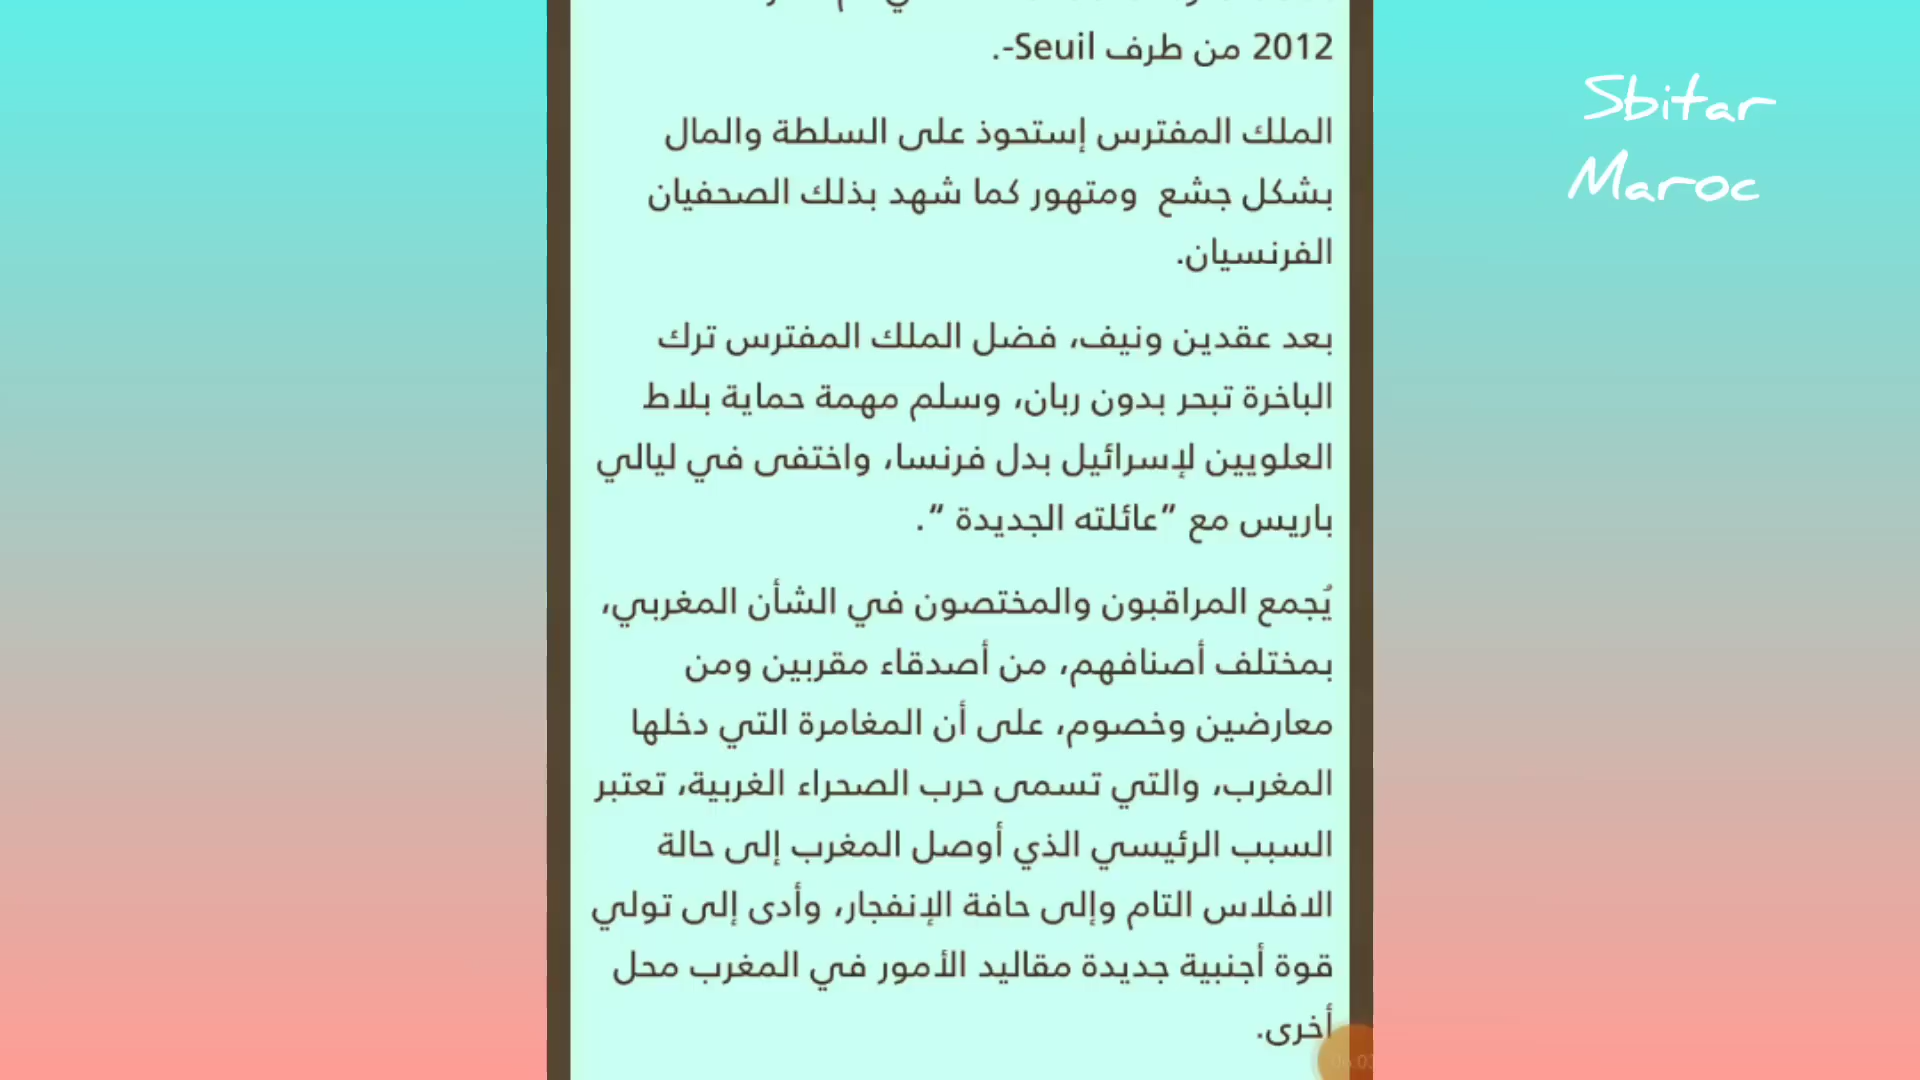 2012 من طرف Seuil-.
الملك المفترس إستحوذ على السلطة والمال
بشكل جشع ومتهور كما شهد بذلك الصحفيان
الفرنسيان.
بعد عقدين ونيف، فضل الملك المفترس ترك
الباخرة تبحر بدون ربان، وسلم مهمة حماية بلاط
العلويين لإسرائيل بدل فرنسا، واختفى في ليالي
باريس مع ”عائلته الجديدة “.
يُجمع المراقبون والمختصون في الشأن المغربي،
بمختلف أصنافهم، من أصدقاء مقربين ومن
معارضين وخصوم، على أن المغامرة التي دخلها
المغرب، والتي تسمى حرب الصحراء الغربية، تعتبر
السبب الرئيسي الذي أوصل المغرب إلى حالة
الافلاس التام وإلى حافة الإنفجار، وأدى إلى تولي
قوة أجنبية جديدة مقاليد الأمور في المغرب محل
أخرى.
Sbitar
Maroc